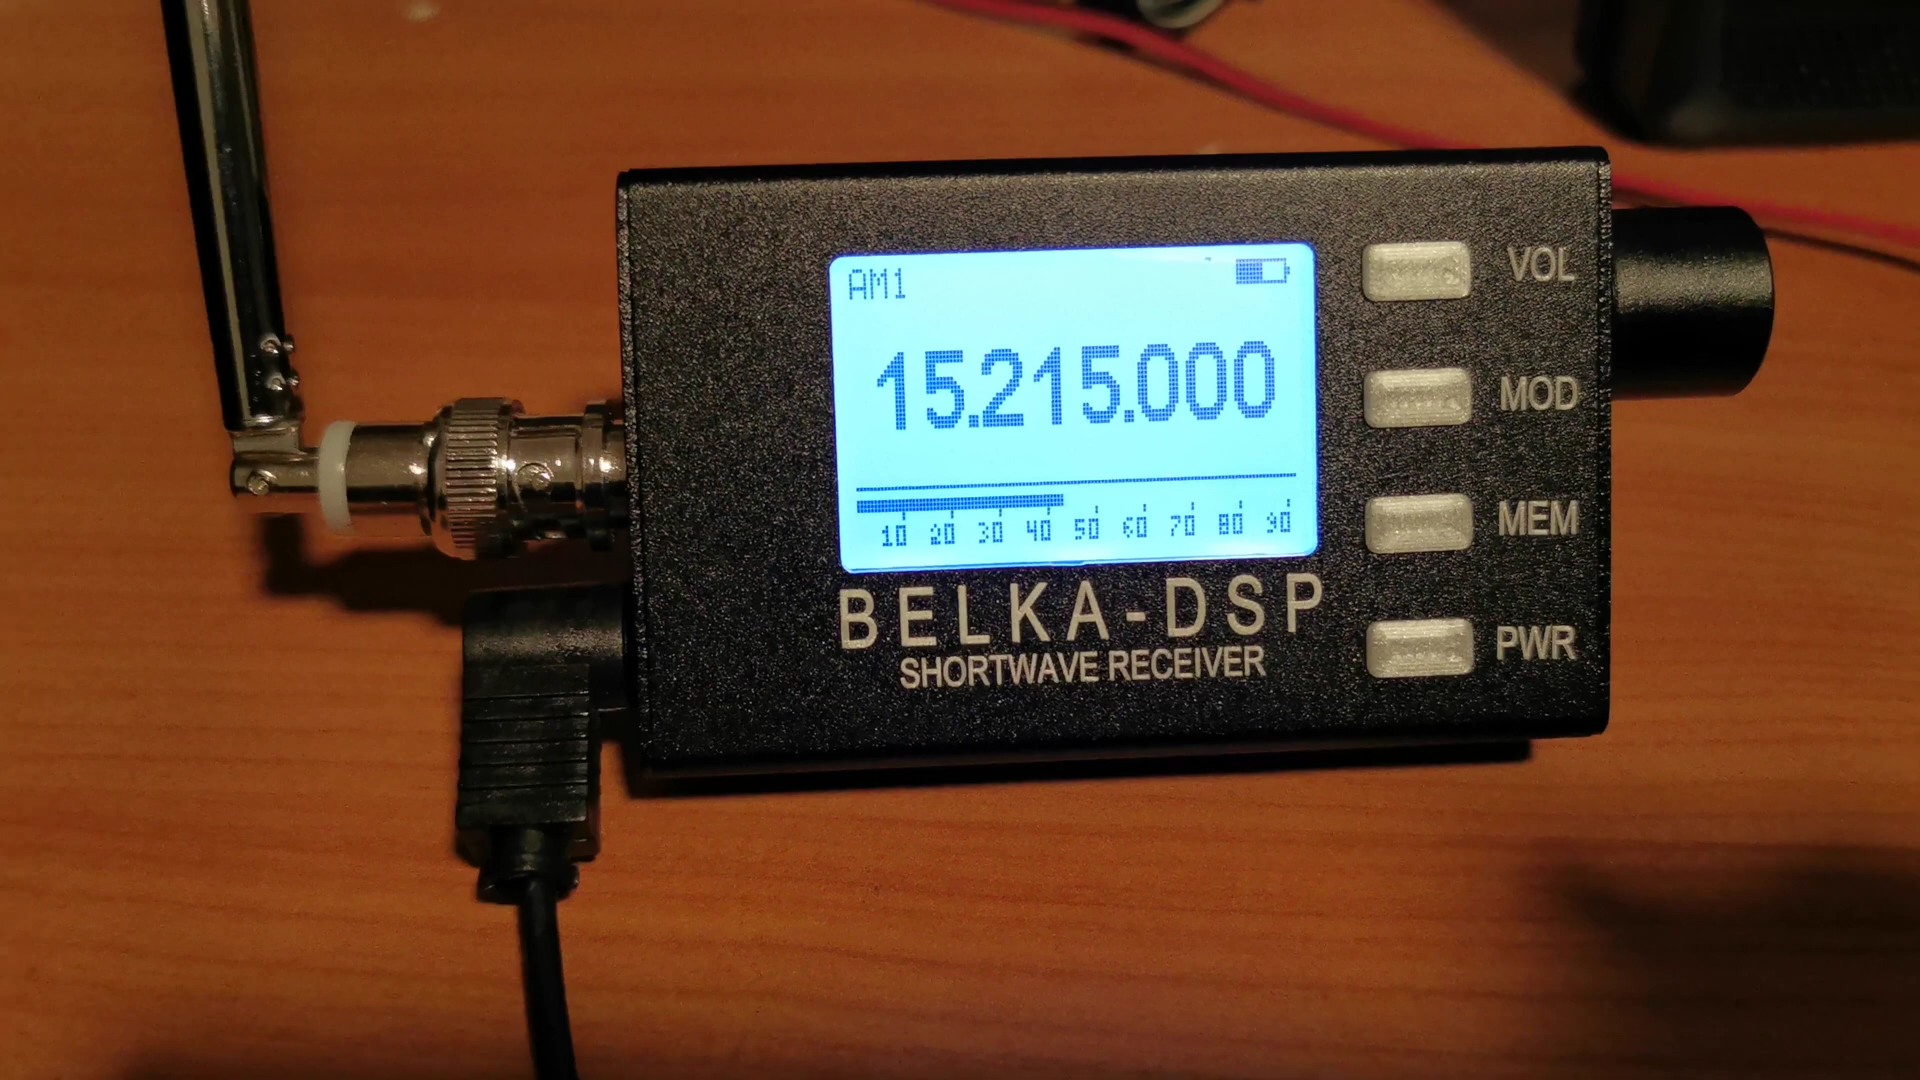 AM1
15.215.000
10 20 30 40 50 60 70 80 90
BELKA-DSP
SHORTWAVE RECEIVER
VOL
MOD
MEM
PWR